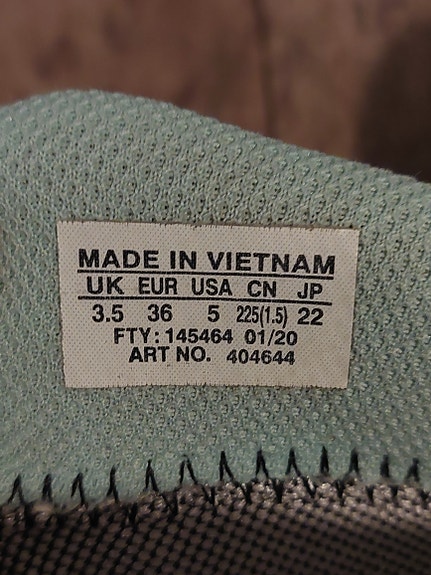 MADE IN VIETNAM
UK EUR USA CN JP
3.5 36 5 225(1.5) 22
FTY: 145464 01/20
ART NO. 404644